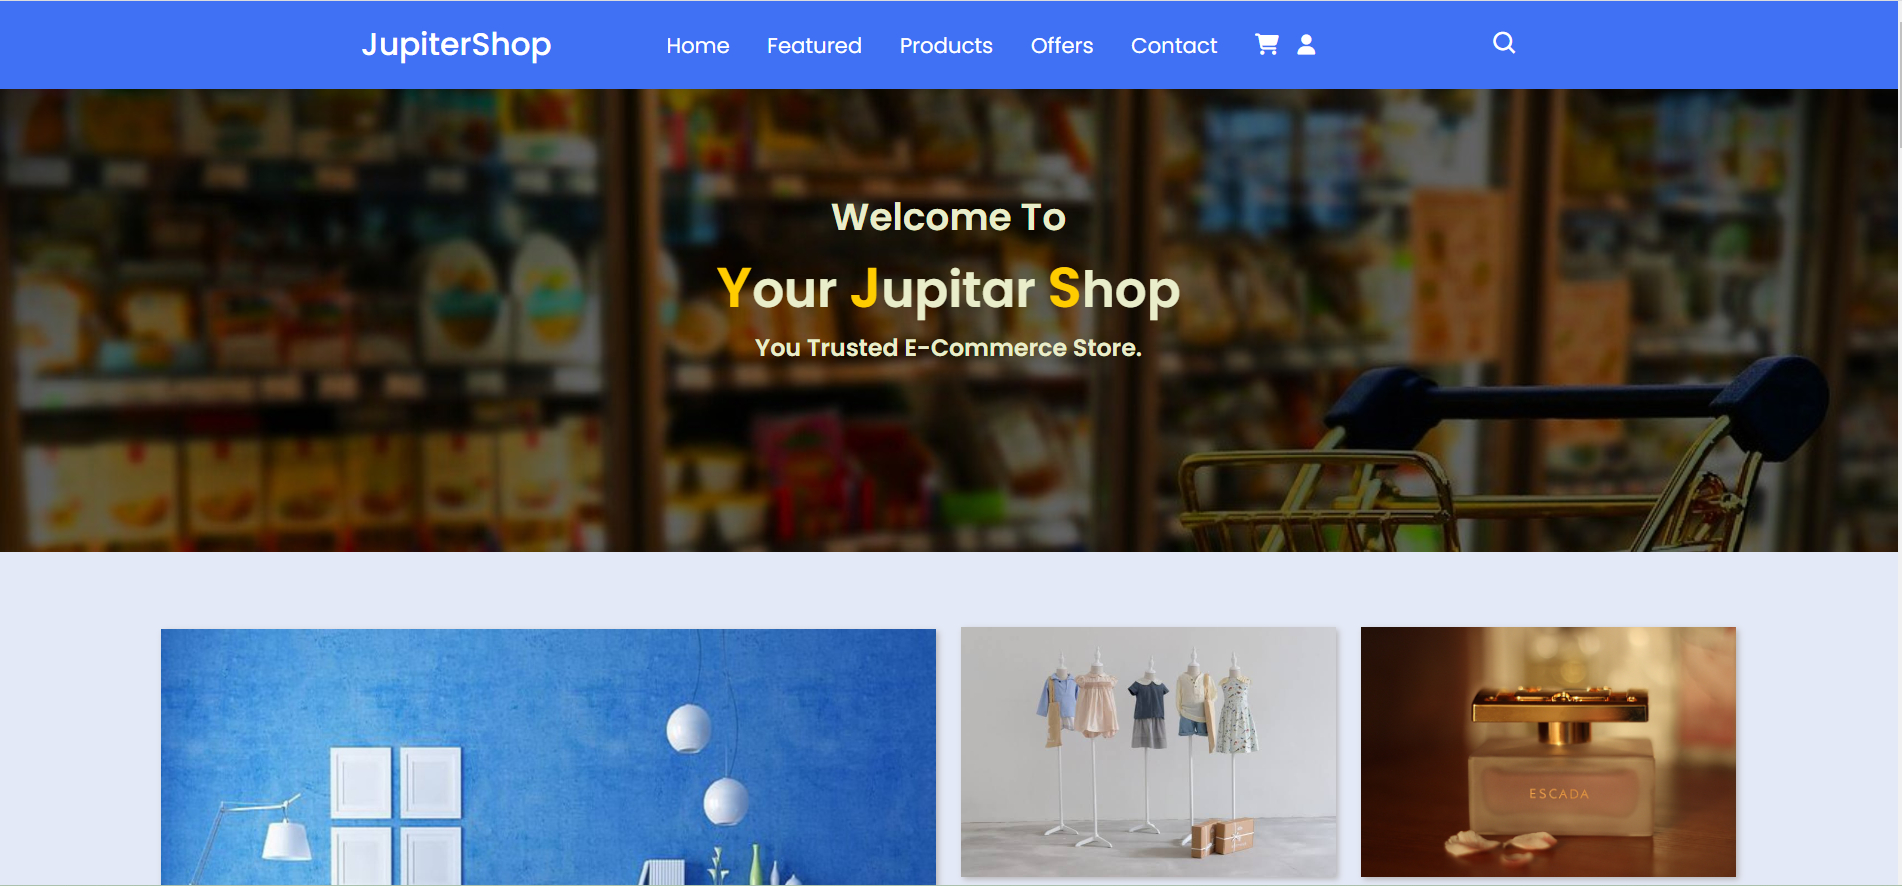 JupiterShop
Home Featured Products Offers Contact
Welcome To
Your Jupitar Shop
You Trusted E-Commerce Store.
ESCADA